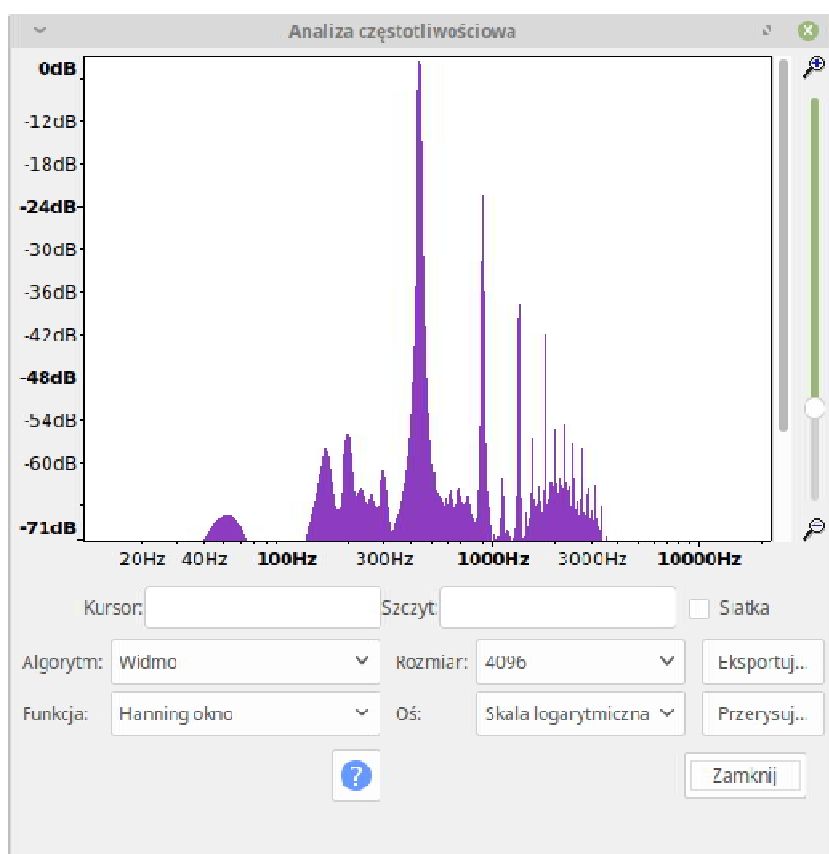 Analiza częstotliwościowa
0dB
-12dB
-18dB
-24dB
-30dB
-36dB
-42dB
-48dB
-54dB
-60dB
-71dB
20Hz 40Hz 100Hz 300Hz 1000Hz 3000Hz 10000Hz
Kursor: Szczyt: Siatka
Algorytm: Widmo Rozmiar: 4096 Eksportuj...
Funkcja: Hanning okno Oś: Skala logarytmiczna Przerysuj...
? Zamknij